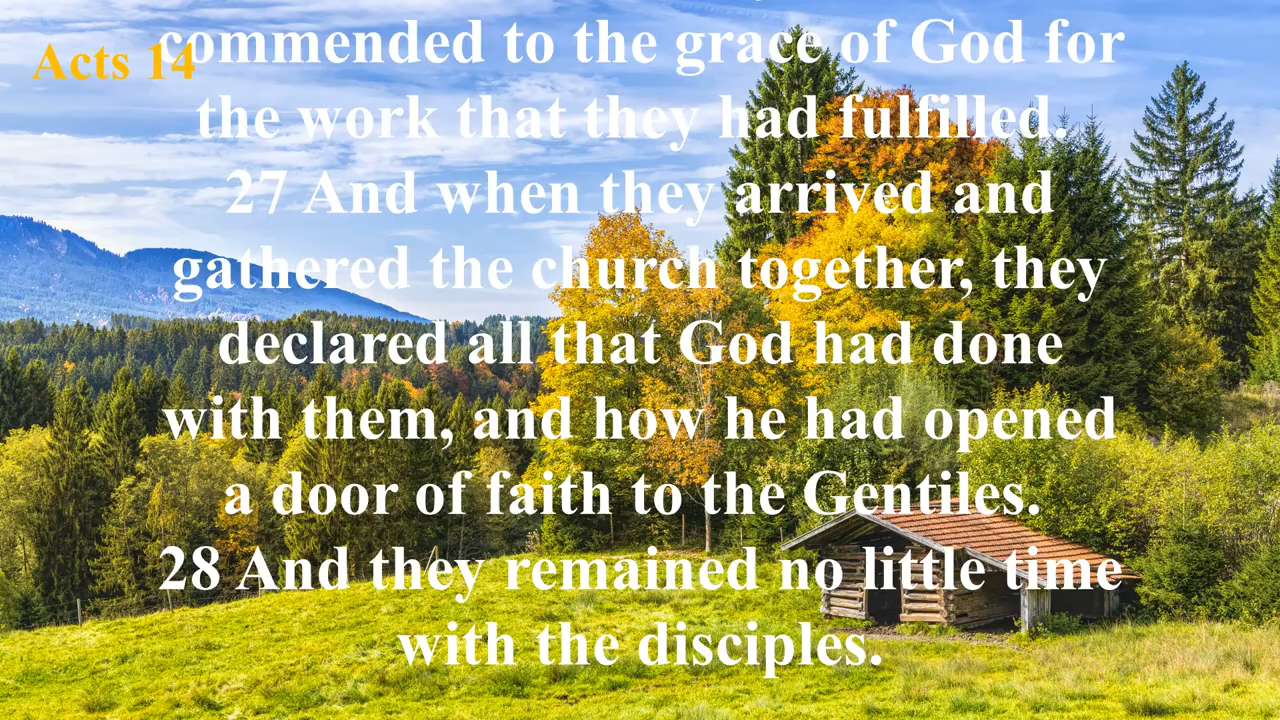 Acts 14
commended to the grace of God for
the work that they had fulfilled.
27 And when they arrived and
gathered the church together, they
declared all that God had done
with them, and how he had opened
a door of faith to the Gentiles.
28 And they remained no little time
with the disciples.